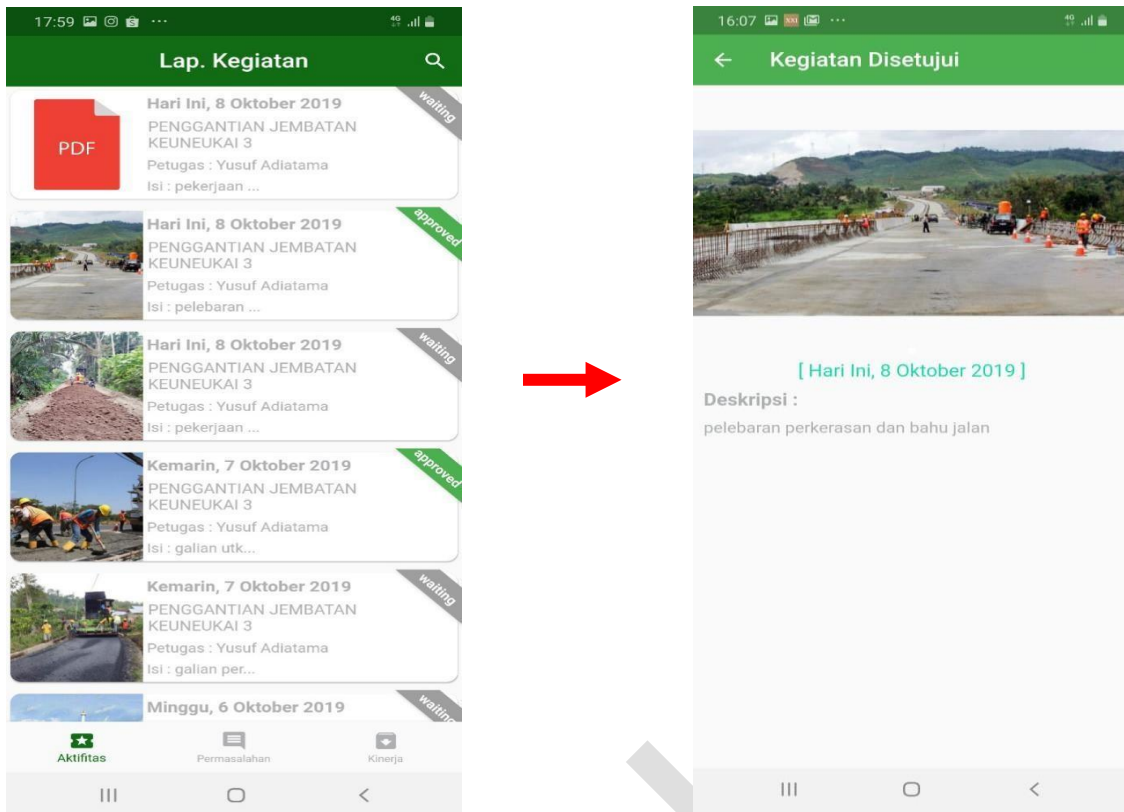 17:59
4G
Lap. Kegiatan
PDF
Hari Ini, 8 Oktober 2019
waiting
PENGGANTIAN JEMBATAN
KEUNEUKAI 3
Petugas : Yusuf Adiatama
Isi : pekerjaan ...
Hari Ini, 8 Oktober 2019
approved
PENGGANTIAN JEMBATAN
KEUNEUKAI 3
Petugas : Yusuf Adiatama
Isi : pelebaran ...
Hari Ini, 8 Oktober 2019
waiting
PENGGANTIAN JEMBATAN
KEUNEUKAI 3
Petugas : Yusuf Adiatama
Isi : pekerjaan ...
Kemarin, 7 Oktober 2019
approved
PENGGANTIAN JEMBATAN
KEUNEUKAI 3
Petugas : Yusuf Adiatama
Isi : galian utk...
Kemarin, 7 Oktober 2019
waiting
PENGGANTIAN JEMBATAN
KEUNEUKAI 3
Petugas : Yusuf Adiatama
Isi : galian per...
Minggu, 6 Oktober 2019
waiting
Aktifitas
Permasalahan
Kinerja
16:07
XXI
4G
Kegiatan Disetujui
[ Hari Ini, 8 Oktober 2019 ]
Deskripsi :
pelebaran perkerasan dan bahu jalan